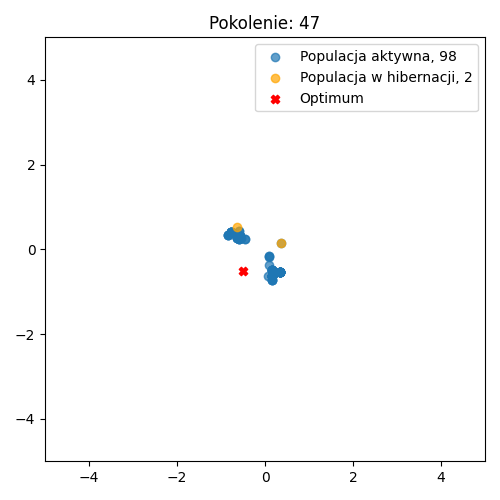 Pokolenie: 47
Populacja aktywna, 98
Populacja w hibernacji, 2
Optimum
4
2
0
−2
−4
−4 −2 0 2 4